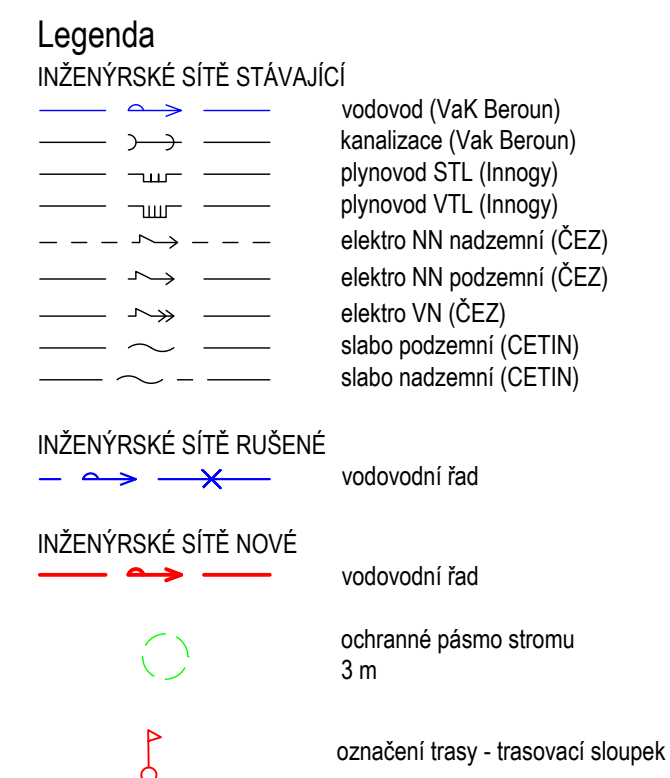 Legenda
INŽENÝRSKÉ SÍTĚ STÁVAJÍCÍ
vodovod (VaK Beroun)
kanalizace (Vak Beroun)
plynovod STL (Innogy)
plynovod VTL (Innogy)
elektro NN nadzemní (ČEZ)
elektro NN podzemní (ČEZ)
elektro VN (ČEZ)
slabo podzemní (CETIN)
slabo nadzemní (CETIN)
INŽENÝRSKÉ SÍTĚ RUŠENÉ
vodovodní řad
INŽENÝRSKÉ SÍTĚ NOVÉ
vodovodní řad
ochranné pásmo stromu
3 m
označení trasy - trasovací sloupek